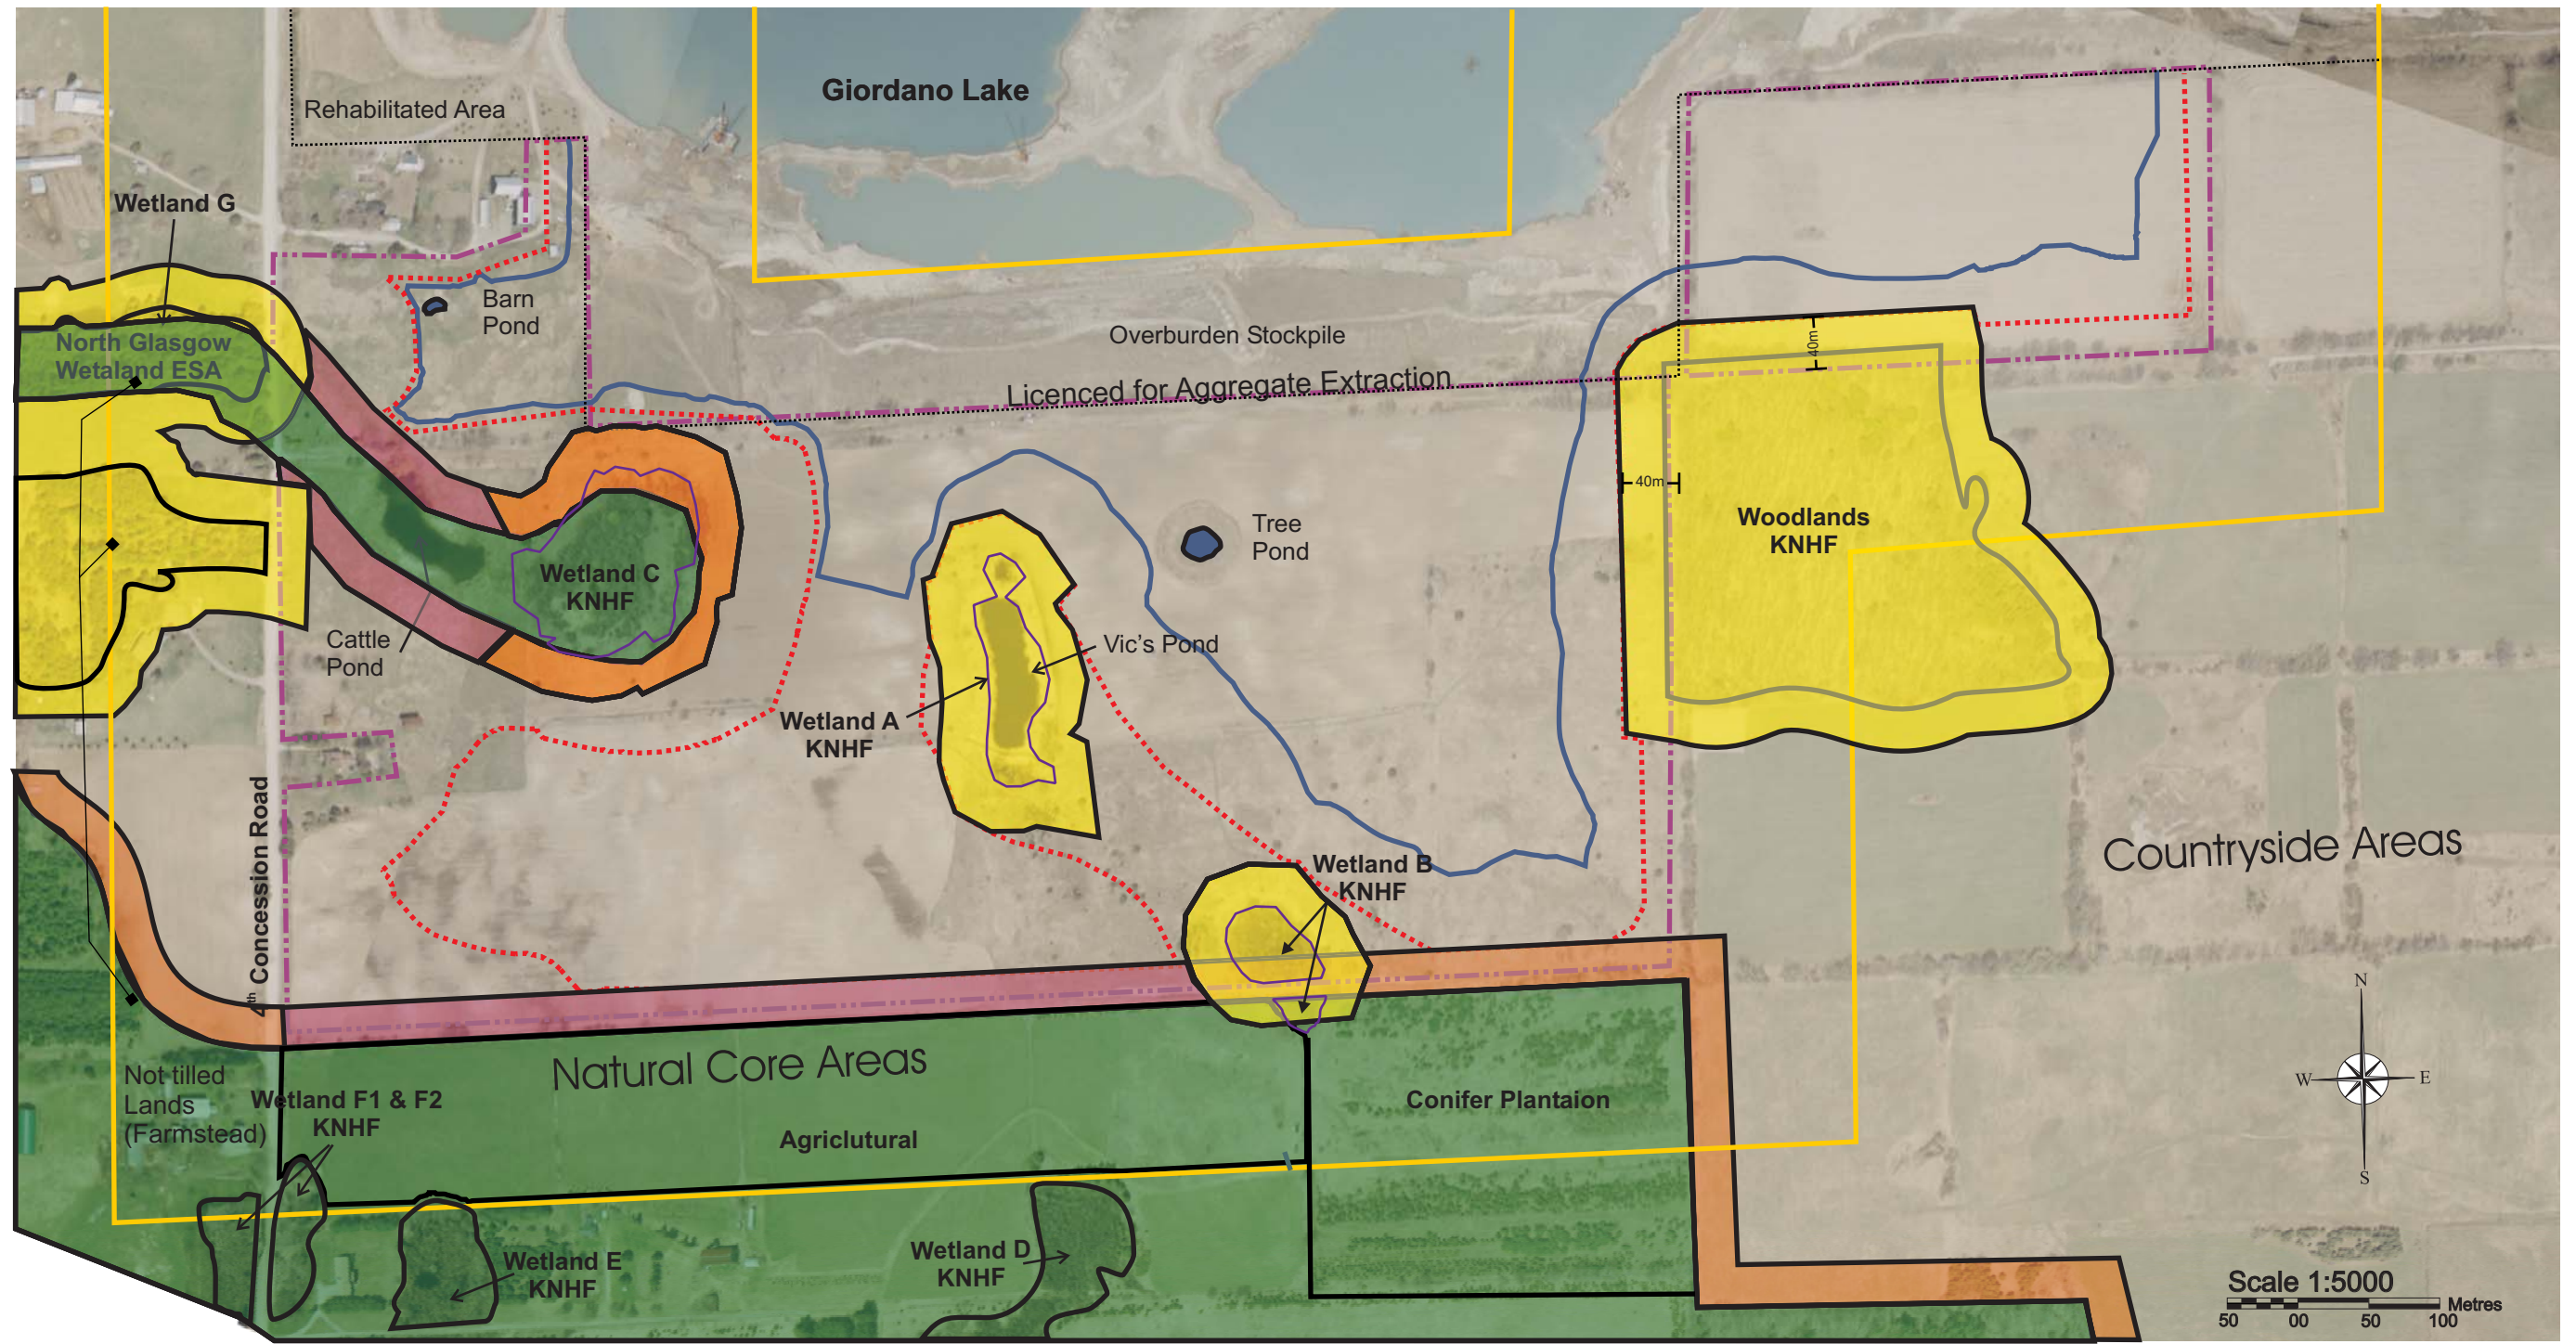 Giordano Lake
Rehabilitated Area
Wetland G
Barn
Pond
North Glasgow
Wetaland ESA
Overburden Stockpile
Licenced for Aggregate Extraction
40m
40m
Woodlands
KNHF
Tree
Pond
Wetland C
KNHF
Cattle
Pond
Vic's Pond
Wetland A
KNHF
4th Concession Road
Wetland B
KNHF
Countryside Areas
Natural Core Areas
Not tilled
Lands
(Farmstead)
Wetland F1 & F2
KNHF
Agriclutural
Conifer Plantaion
Wetland E
KNHF
Wetland D
KNHF
N
W
E
S
Scale 1:5000
Metres
50 00 50 100